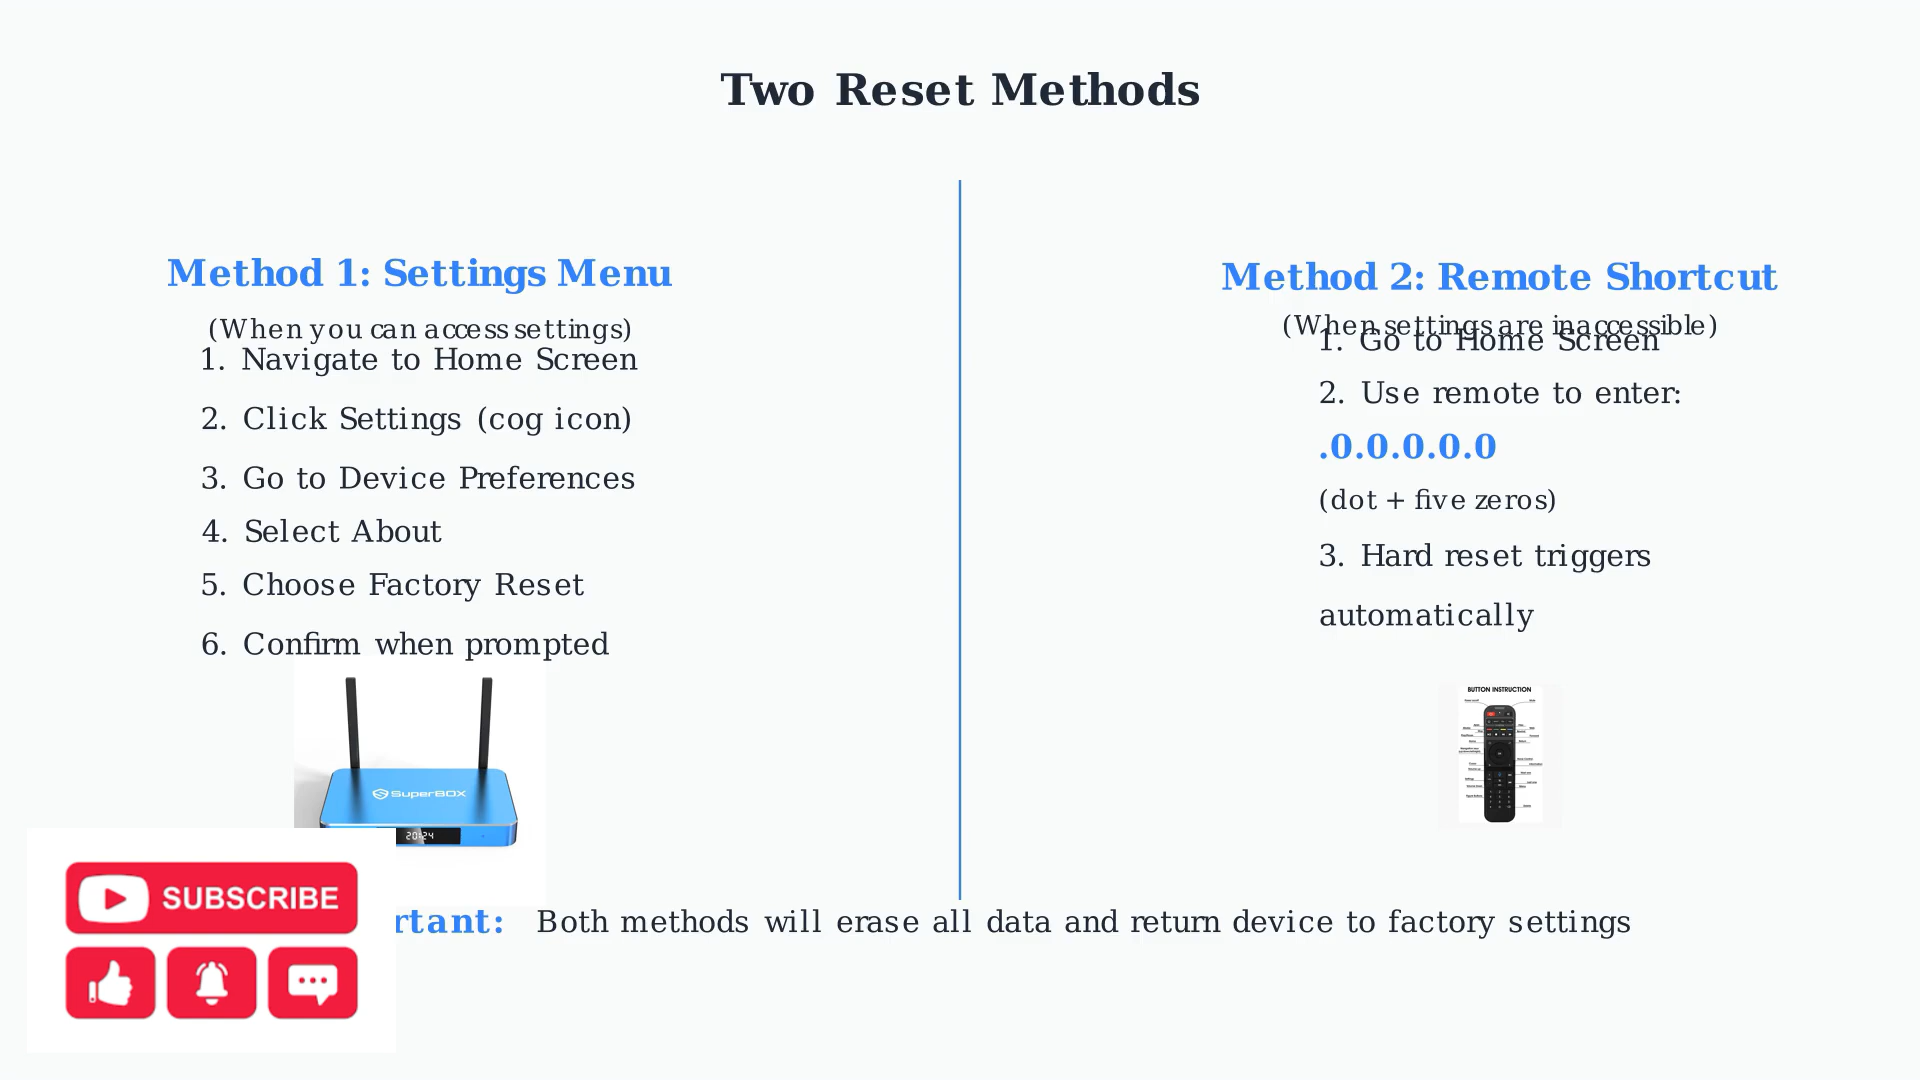 Two Reset Methods
Method 1: Settings Menu
(When you can access settings)
1. Navigate to Home Screen
2. Click Settings (cog icon)
3. Go to Device Preferences
4. Select About
5. Choose Factory Reset
6. Confirm when prompted
SuperBOX
20:24
Method 2: Remote Shortcut
(When settings are inaccessible)
1. Go to Home Screen
2. Use remote to enter:
.0.0.0.0.0
(dot + five zeros)
3. Hard reset triggers
automatically
BUTTON INSTRUCTION
SUBSCRIBE
rtant: Both methods will erase all data and return device to factory settings